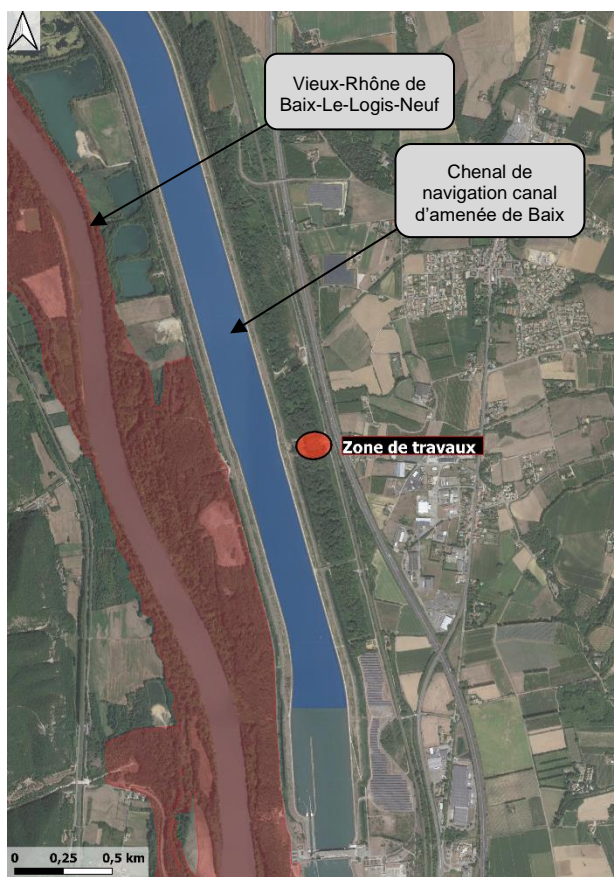 Vieux-Rhône de
Baix-Le-Logis-Neuf
Chenal de
navigation canal
d'amenée de Baix
Zone de travaux
0 0,25 0,5 km